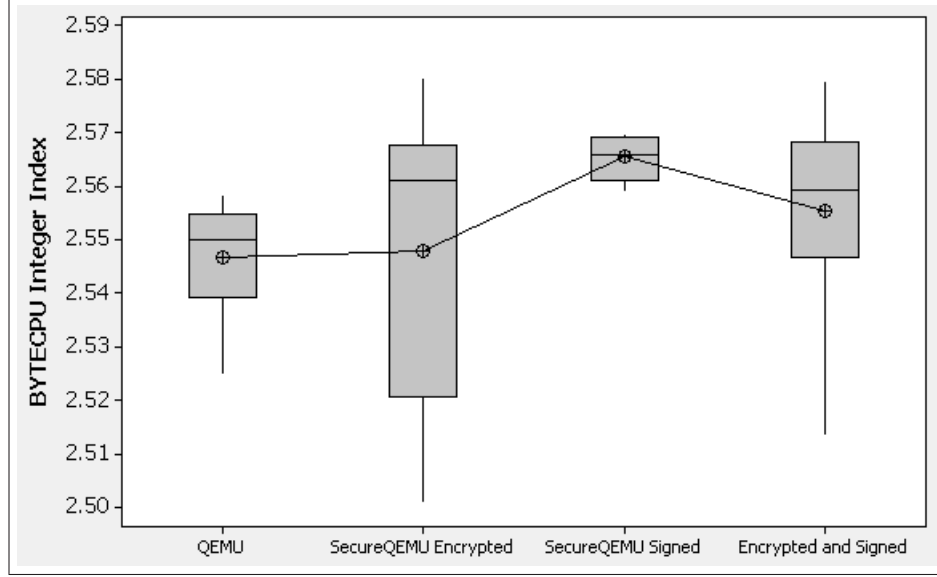 BYTECPU Integer Index
2.59
2.58
2.57
2.56
2.55
2.54
2.53
2.52
2.51
2.50
QEMU
SecureQEMU Encrypted
SecureQEMU Signed
Encrypted and Signed